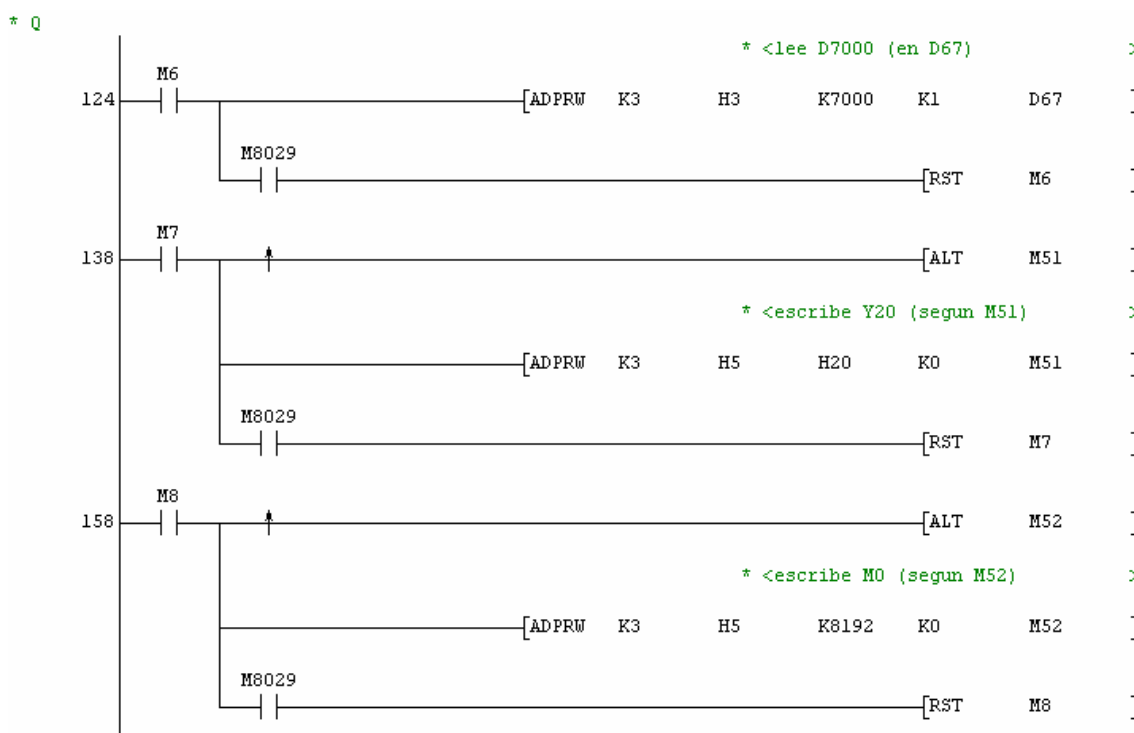 * Q
* <lee D7000 (en D67) >
M6
124 [ADPRW K3 H3 K7000 K1 D67 ]
M8029
[RST M6 ]
M7
138 [ALT M51 ]
* <escribe Y20 (segun M51) >
[ADPRW K3 H5 H20 K0 M51 ]
M8029
[RST M7 ]
M8
158 [ALT M52 ]
* <escribe M0 (segun M52) >
[ADPRW K3 H5 K8192 K0 M52 ]
M8029
[RST M8 ]